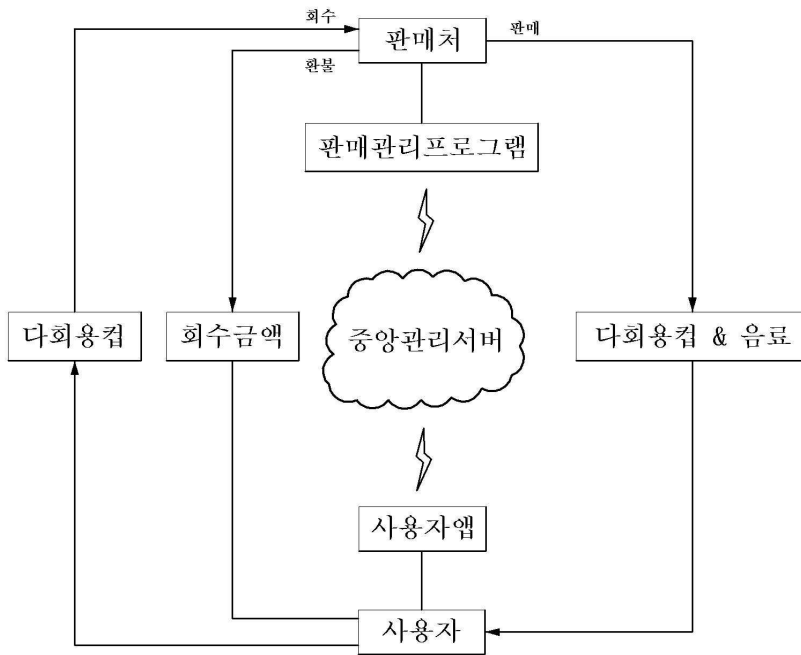 회수
판매처
판매
환불
판매관리프로그램
다회용컵
회수금액
중앙관리서버
다회용컵 & 음료
사용자앱
사용자